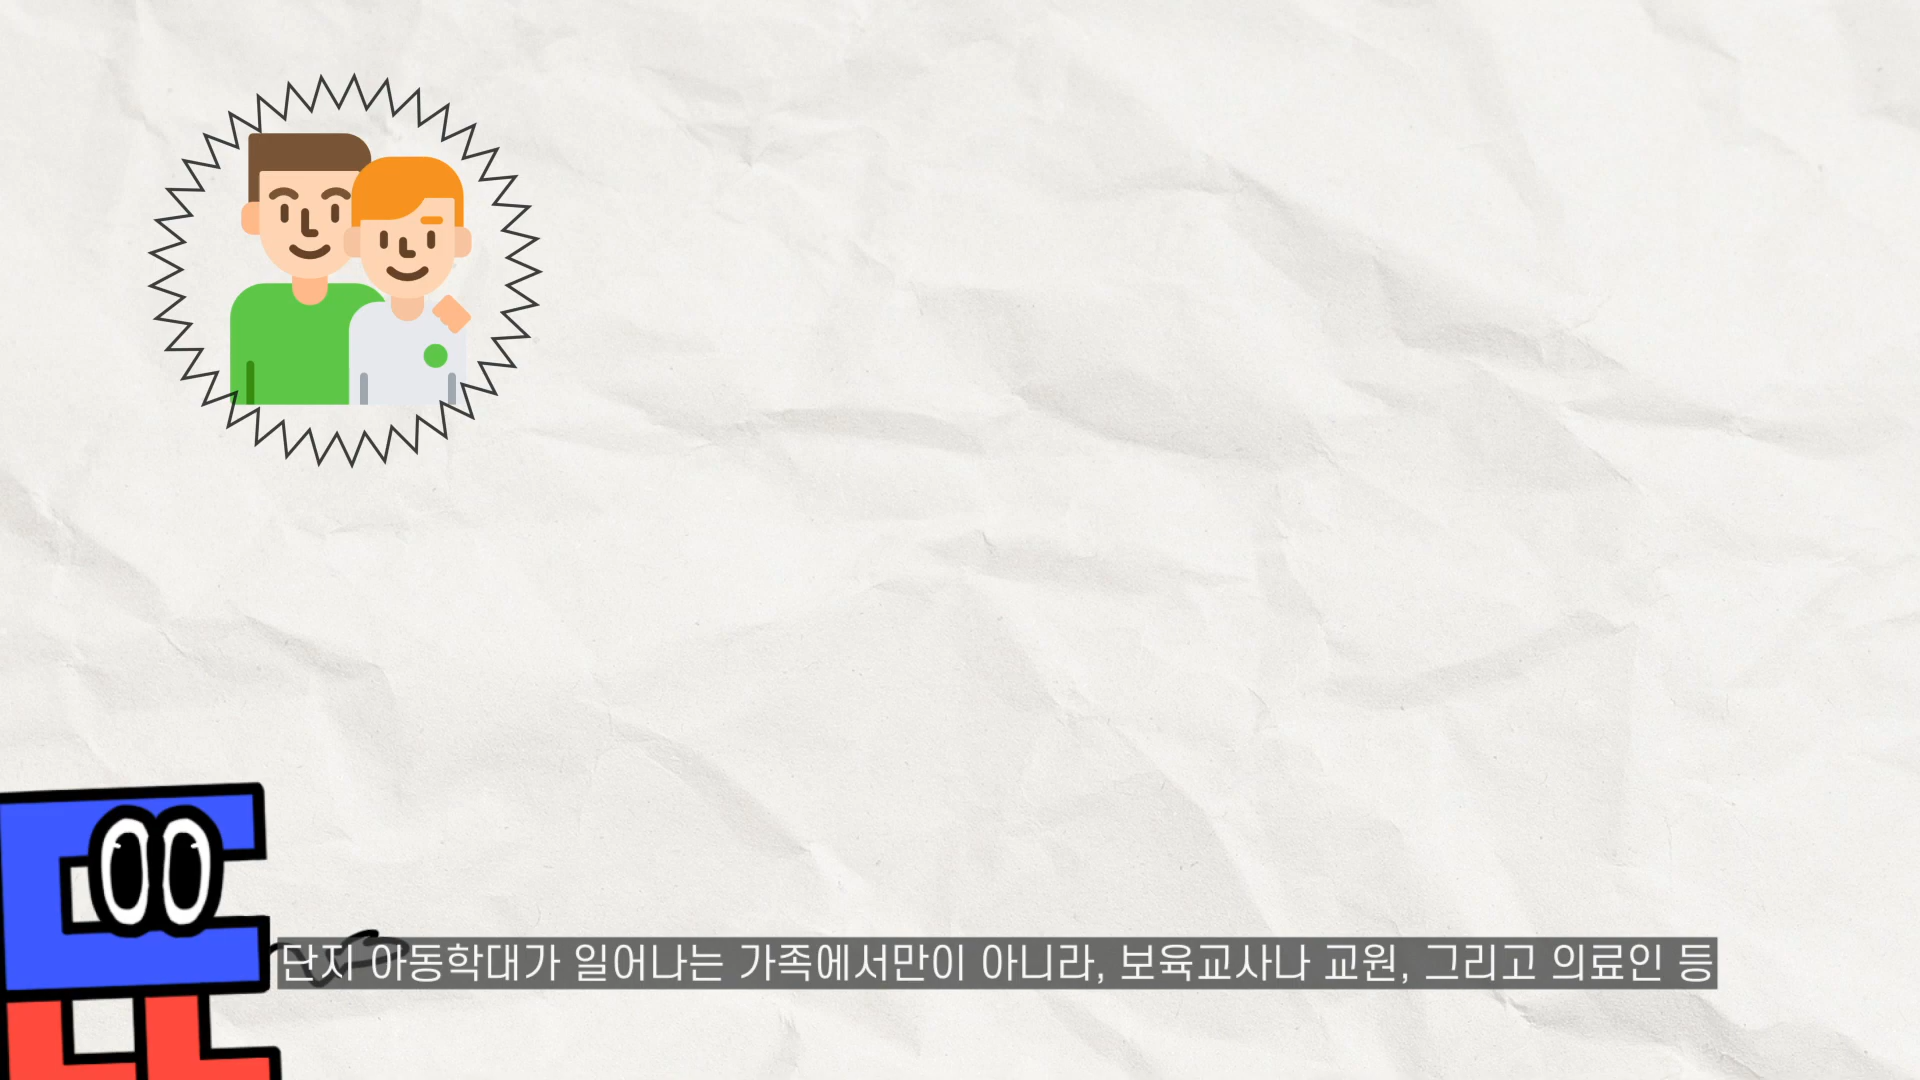 단지 아동학대가 일어나는 가족에서만이 아니라, 보육교사나 교원, 그리고 의료인 등